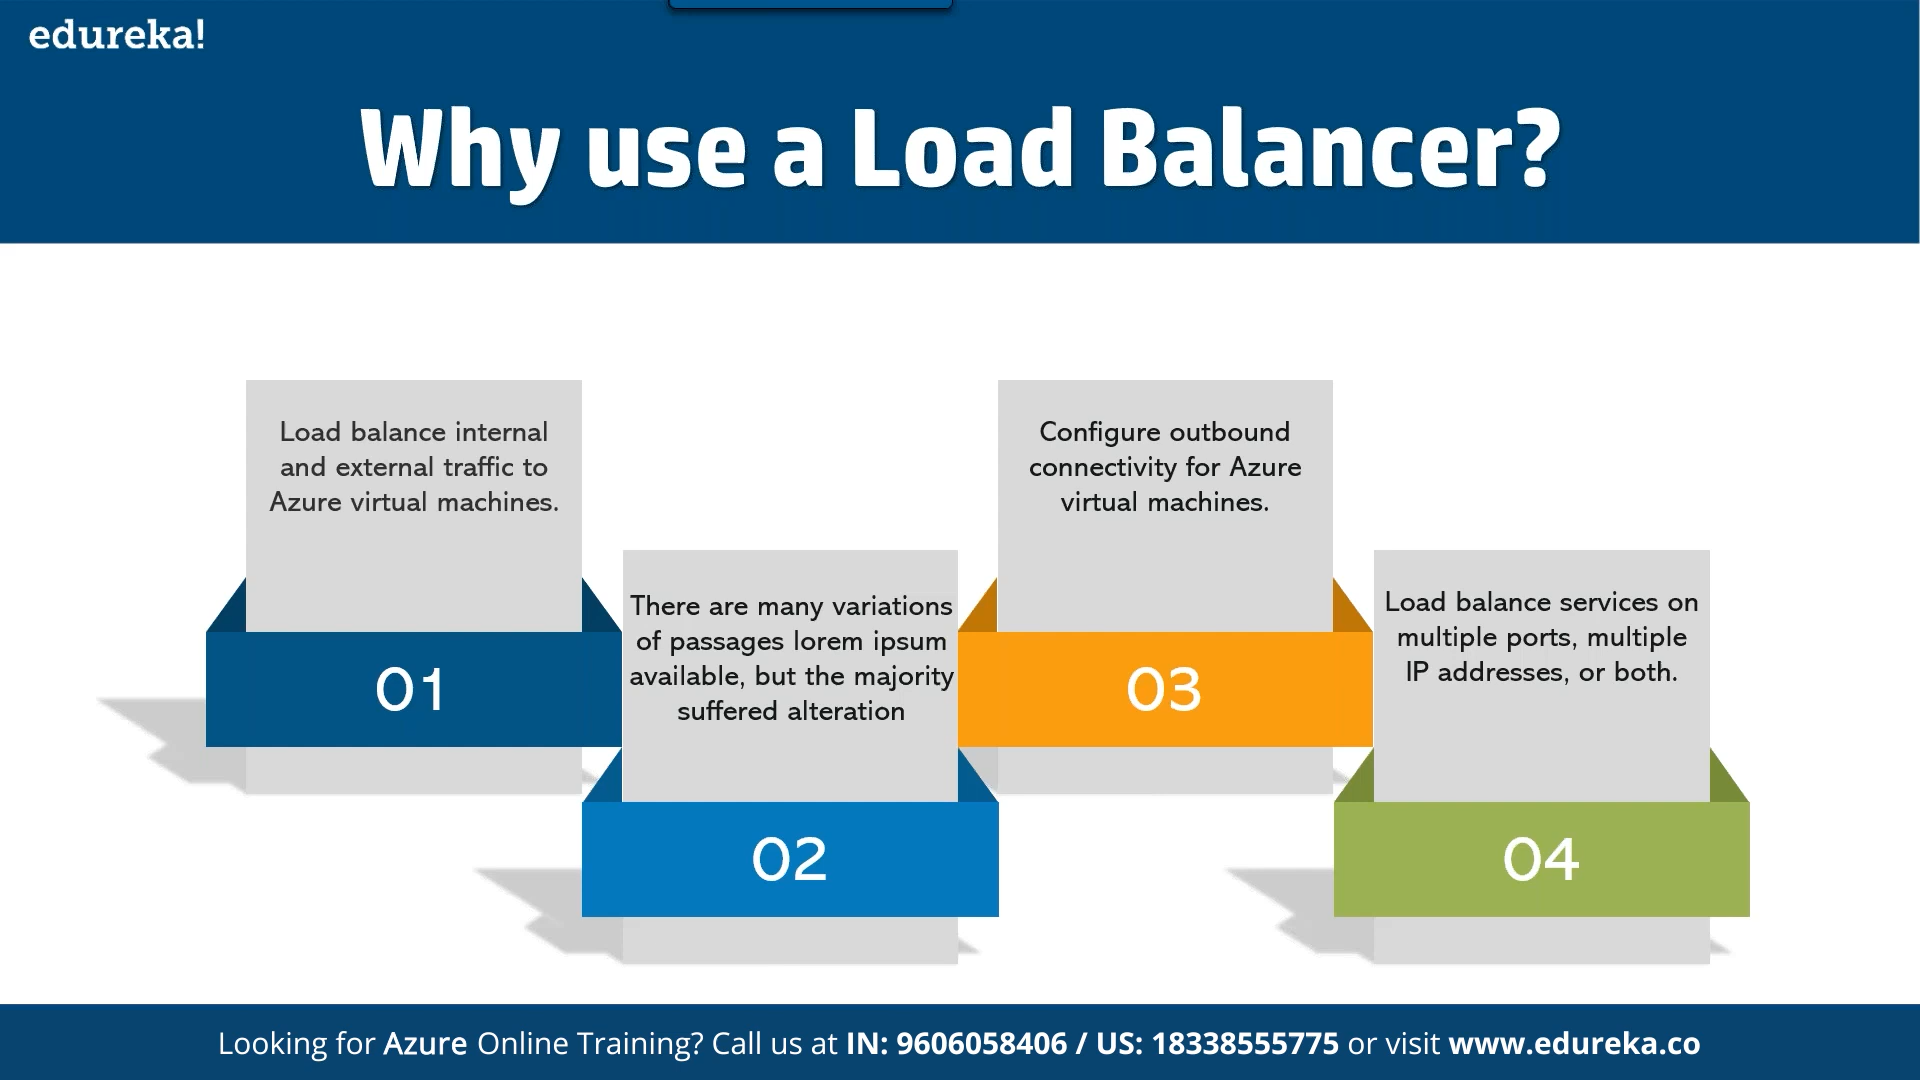 edureka!
Why use a Load Balancer?
Load balance internal
and external traffic to
Azure virtual machines.
01
There are many variations
of passages lorem ipsum
available, but the majority
suffered alteration
02
Configure outbound
connectivity for Azure
virtual machines.
03
Load balance services on
multiple ports, multiple
IP addresses, or both.
04
Looking for Azure Online Training? Call us at IN: 9606058406 / US: 18338555775 or visit www.edureka.co